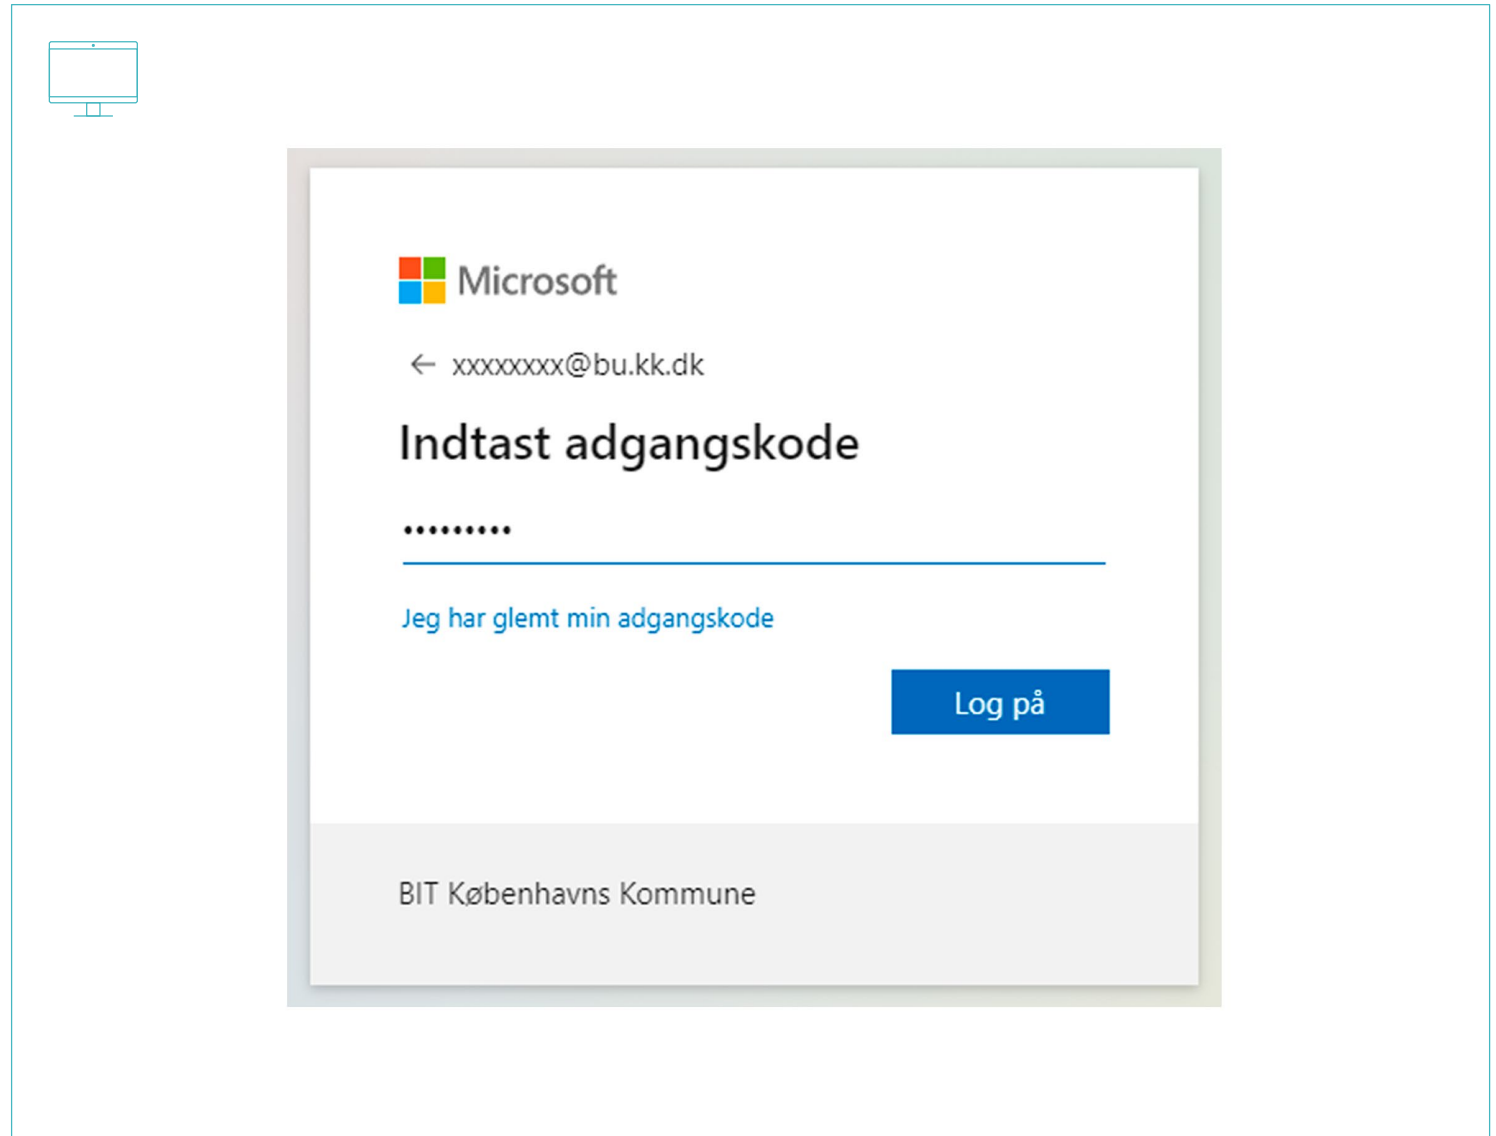 Microsoft
← xxxxxxxx@bu.kk.dk
Indtast adgangskode
•••••••••
Jeg har glemt min adgangskode
Log på
BIT Københavns Kommune